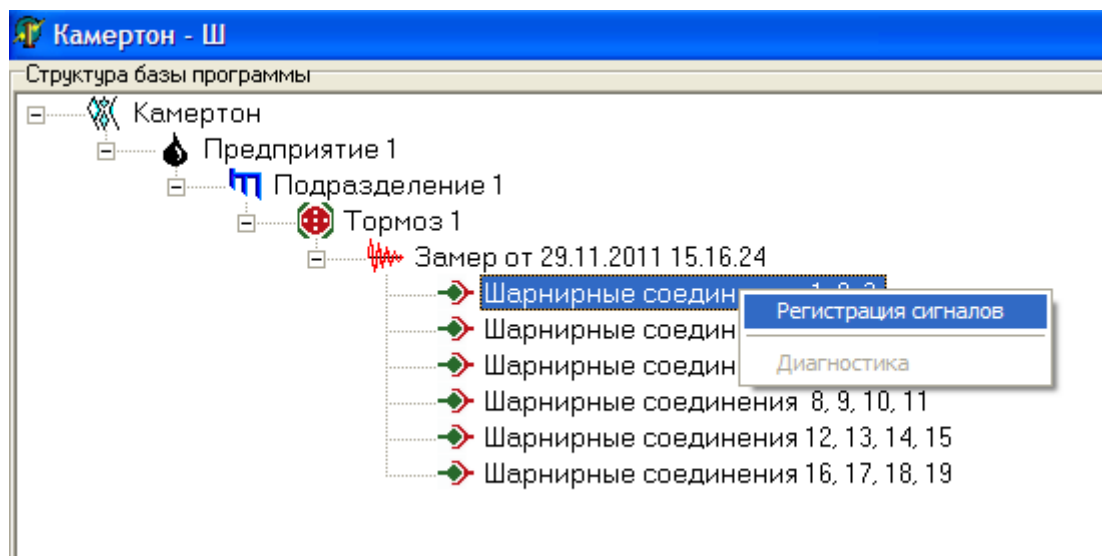 Камертон - Ш
Структура базы программы
Камертон
Предприятие 1
Подразделение 1
Тормоз 1
Замер от 29.11.2011 15.16.24
Шарнирные соедин
Регистрация сигналов
Шарнирные соедин
Шарнирные соедин
Диагностика
Шарнирные соединения 8, 9, 10, 11
Шарнирные соединения 12, 13, 14, 15
Шарнирные соединения 16, 17, 18, 19